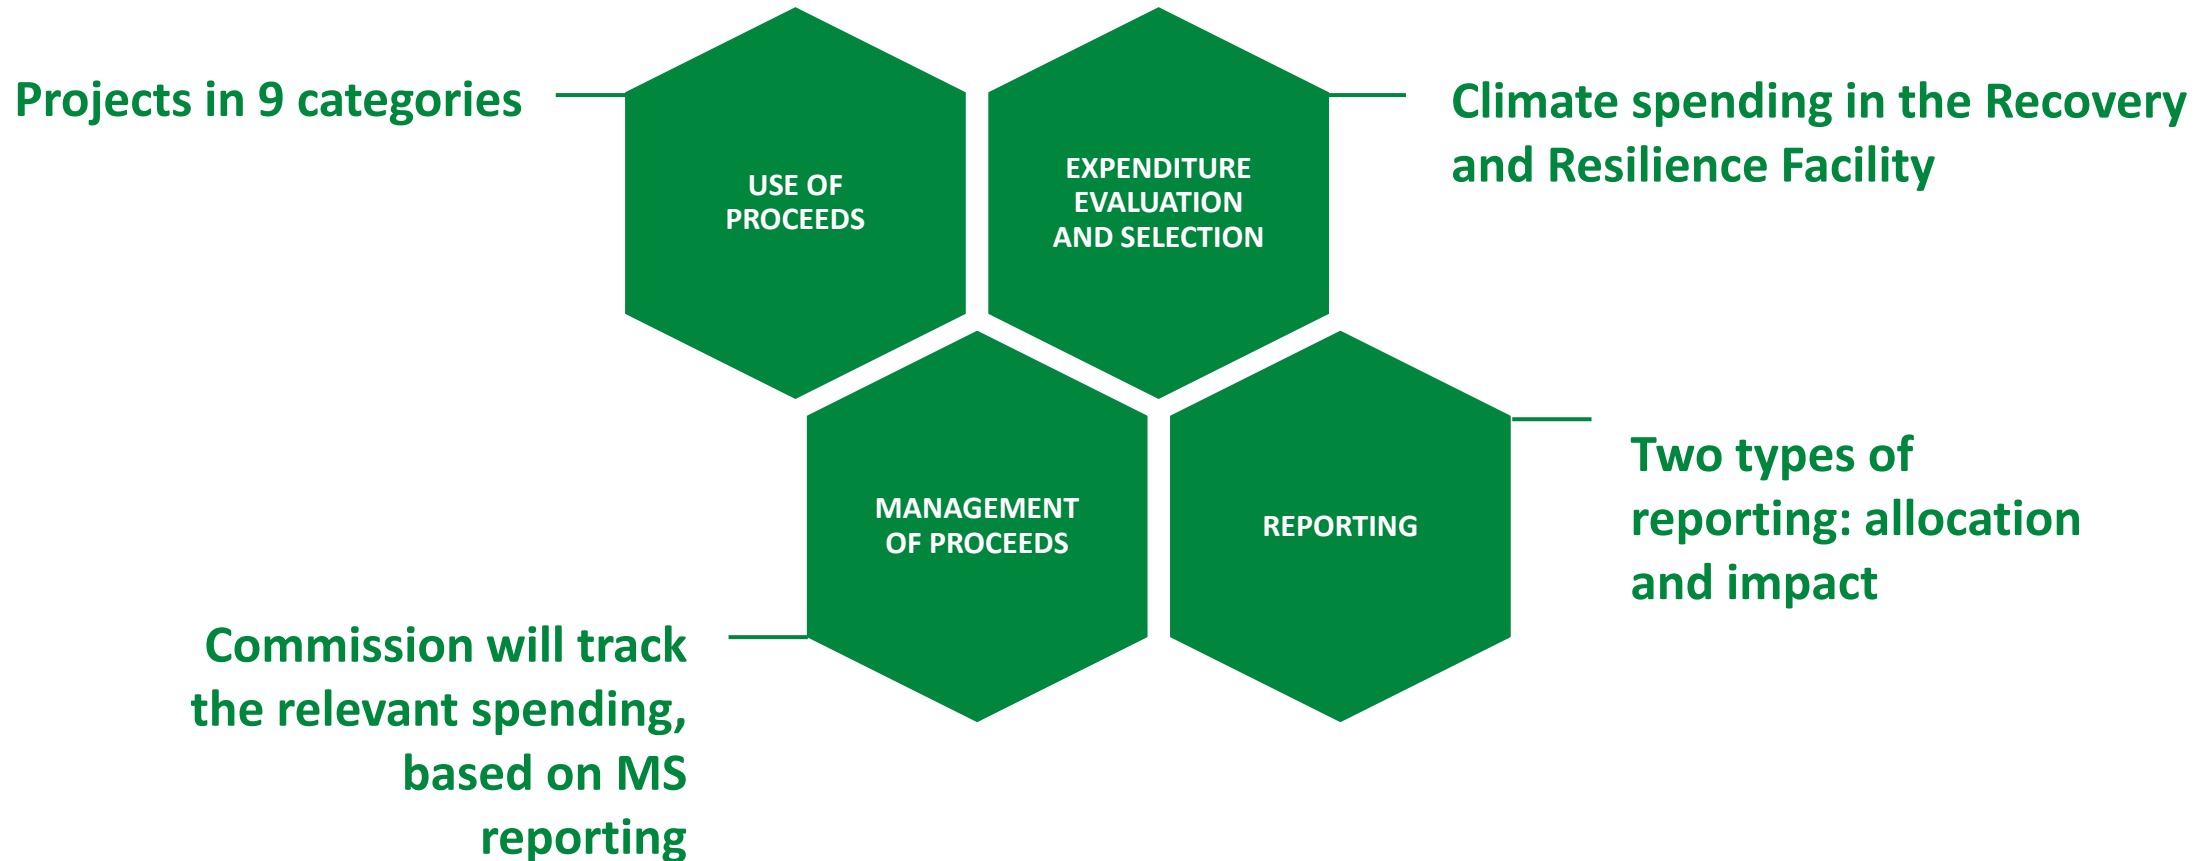 Projects in 9 categories
USE OF
PROCEEDS
EXPENDITURE
EVALUATION
AND SELECTION
Climate spending in the Recovery
and Resilience Facility
MANAGEMENT
OF PROCEEDS
Commission will track
the relevant spending,
based on MS
reporting
REPORTING
Two types of
reporting: allocation
and impact